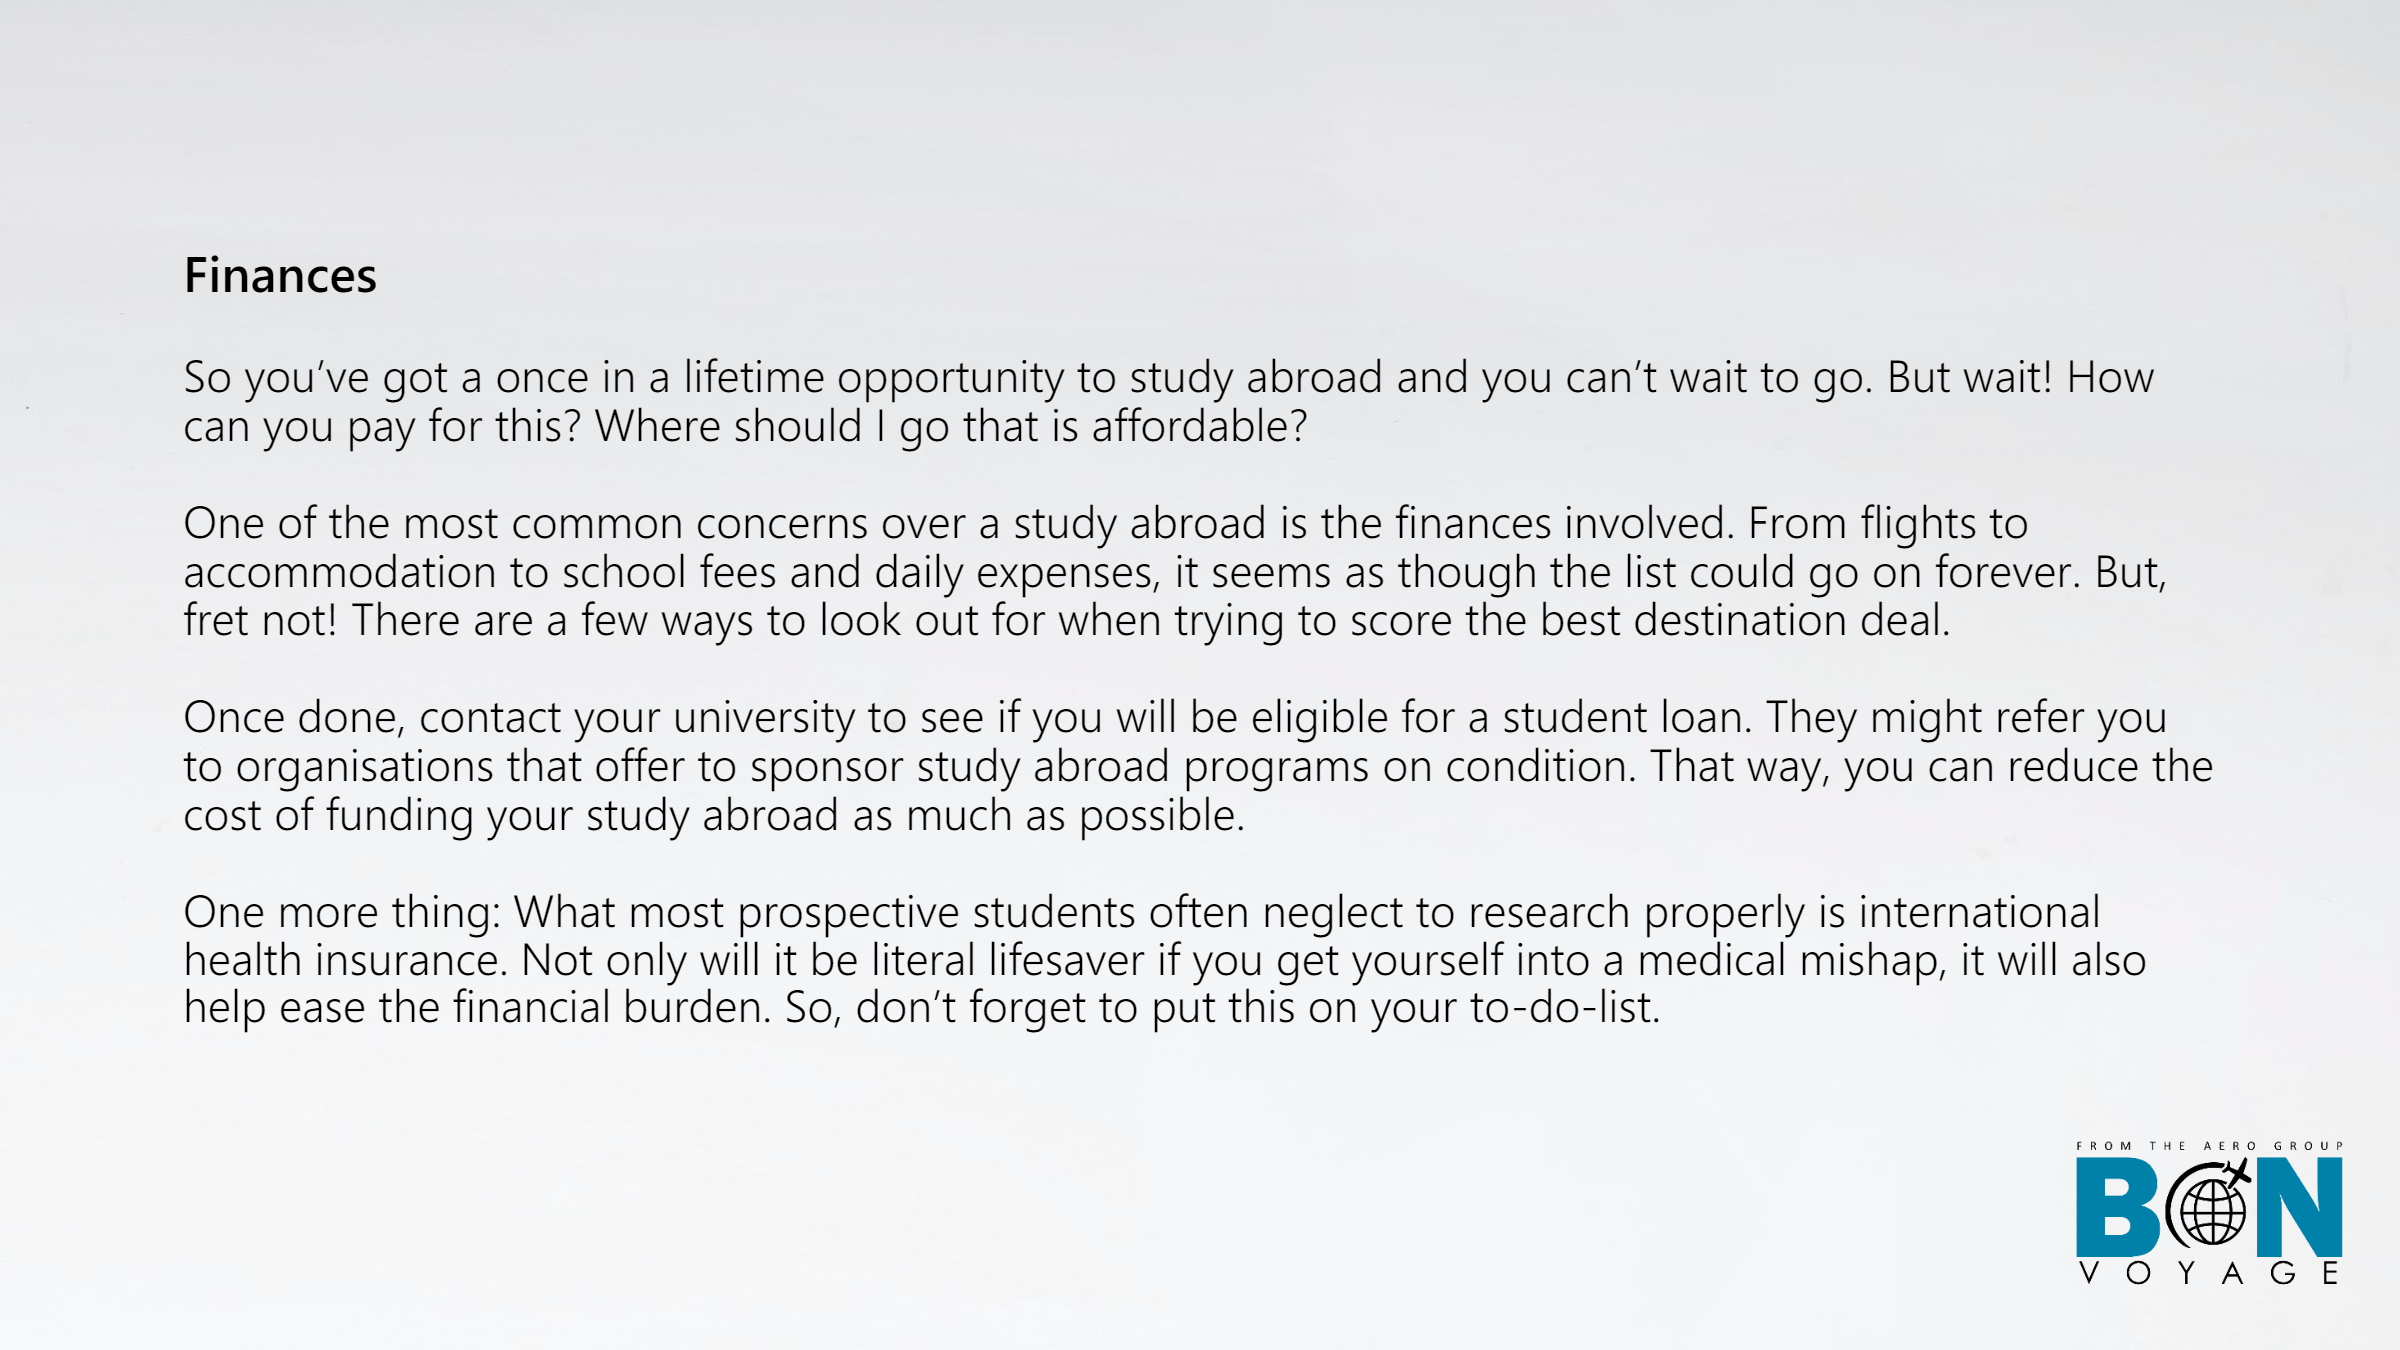 Finances
So you’ve got a once in a lifetime opportunity to study abroad and you can’t wait to go. But wait! How
can you pay for this? Where should I go that is affordable?
One of the most common concerns over a study abroad is the finances involved. From flights to
accommodation to school fees and daily expenses, it seems as though the list could go on forever. But,
fret not! There are a few ways to look out for when trying to score the best destination deal.
Once done, contact your university to see if you will be eligible for a student loan. They might refer you
to organisations that offer to sponsor study abroad programs on condition. That way, you can reduce the
cost of funding your study abroad as much as possible.
One more thing: What most prospective students often neglect to research properly is international
health insurance. Not only will it be literal lifesaver if you get yourself into a medical mishap, it will also
help ease the financial burden. So, don’t forget to put this on your to-do-list.
FROM THE AERO GROUP
BON
VOYAGE